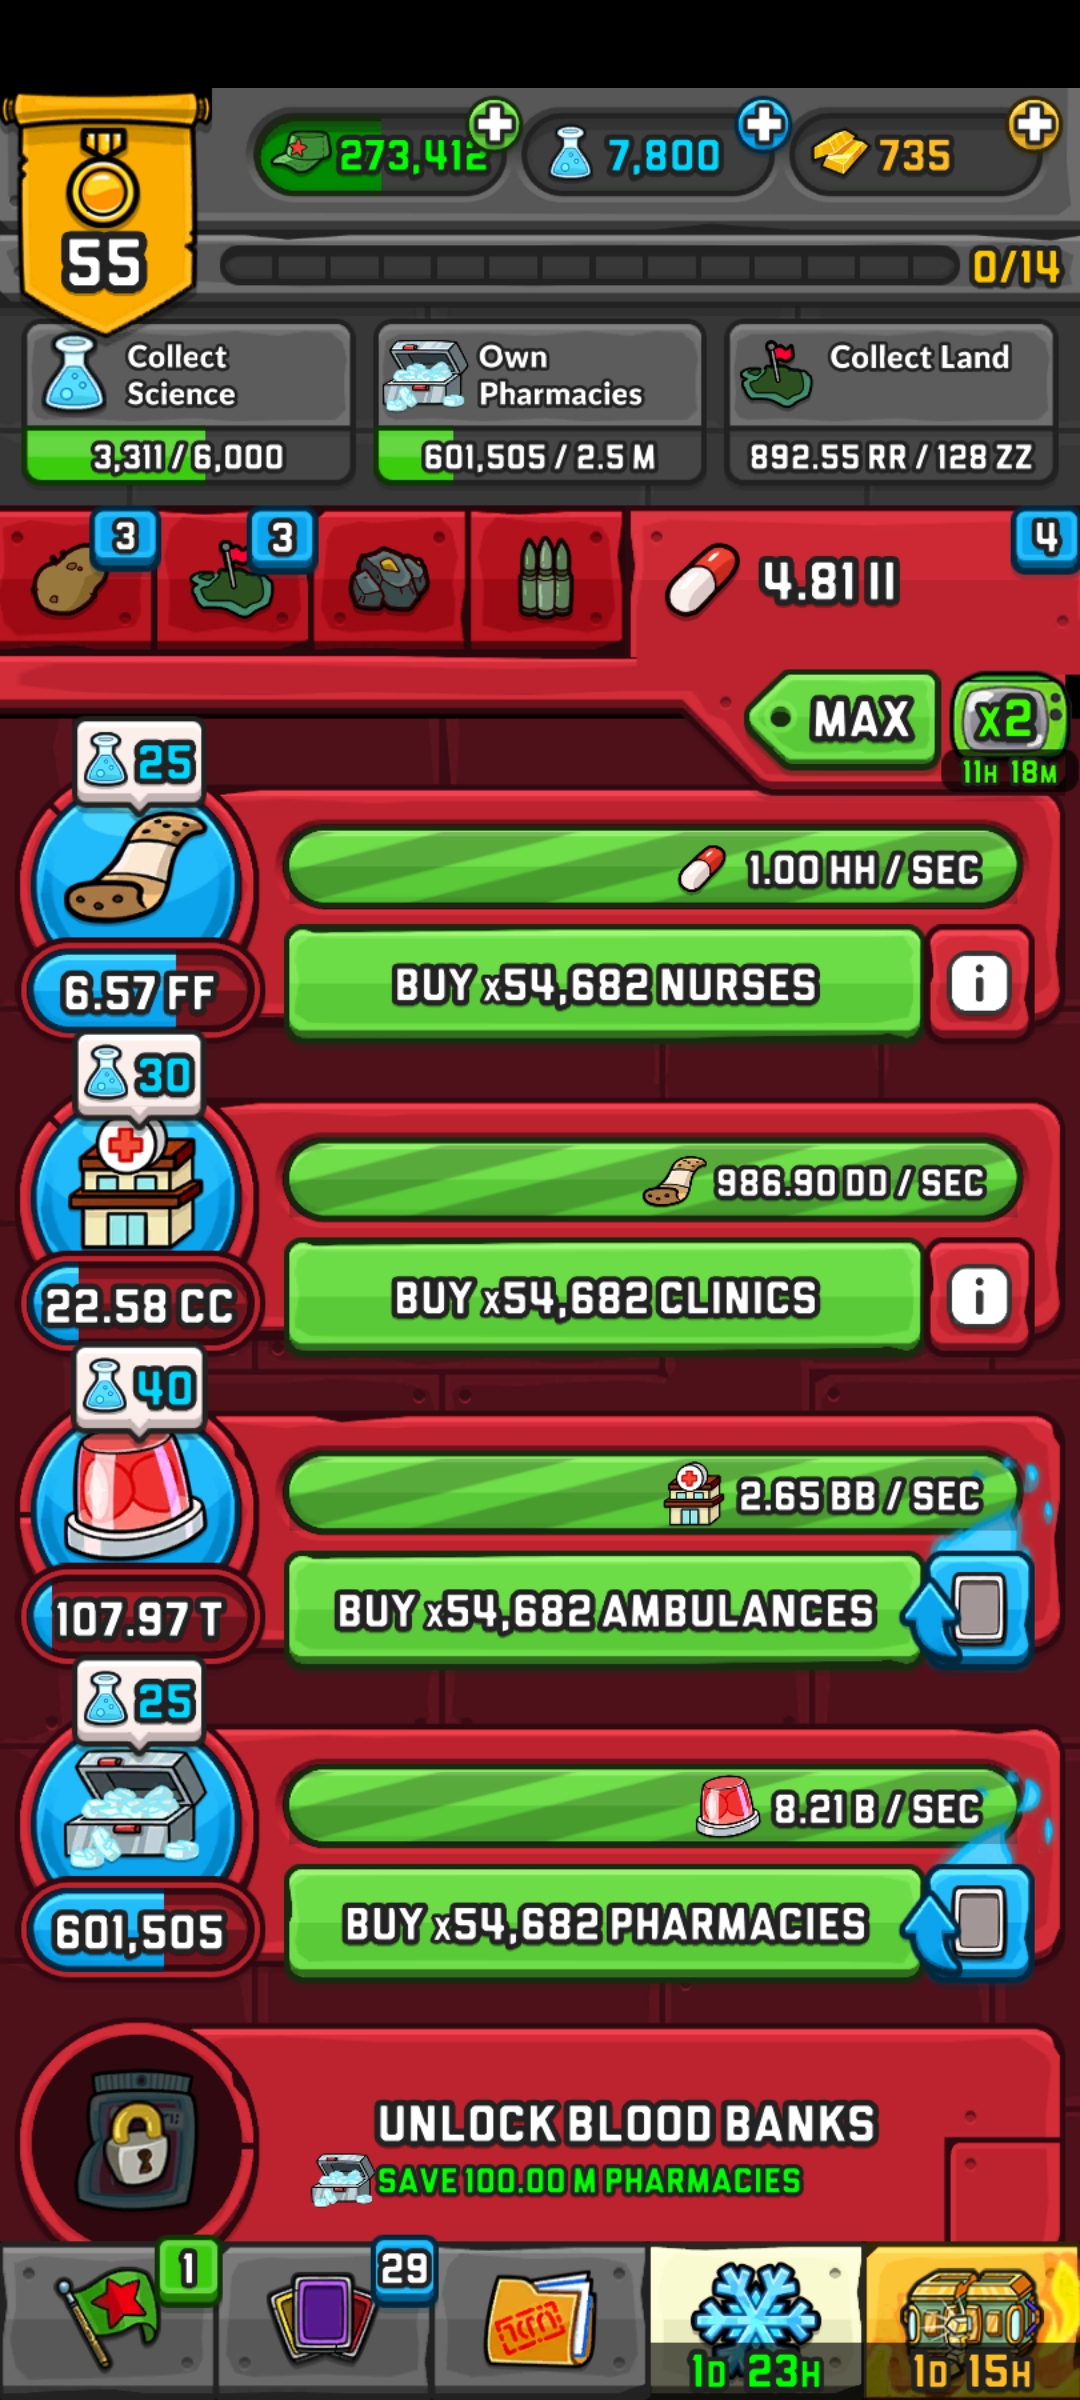 273,412
7,800
735
55
0/14
Collect Science
3,311/6,000
Own Pharmacies
601,505/2.5 M
Collect Land
892.55 RR/128 ZZ
3
3
4.81 II
4
MAX
x2
11H 18M
25
1.00 HH/SEC
6.57 FF
BUY x54,682 NURSES
i
30
986.90 DD/SEC
22.58 CC
BUY x54,682 CLINICS
i
40
2.65 BB/SEC
107.97 T
BUY x54,682 AMBULANCES
25
8.21 B/SEC
601,505
BUY x54,682 PHARMACIES
UNLOCK BLOOD BANKS
SAVE 100.00 M PHARMACIES
1
29
1D 23H
1D 15H